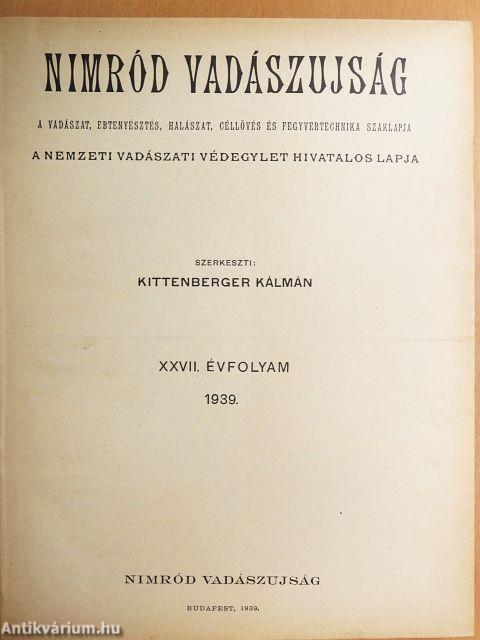 NIMRÓD VADÁSZUJSÁG
A VADÁSZAT, EBTENYÉSZTÉS, HALÁSZAT, CÉLLÖVÉS ÉS FEGYVERTECHNIKA SZAKLAPJA
A NEMZETI VADÁSZATI VÉDEGYLET HIVATALOS LAPJA
SZERKESZTI:
KITTENBERGER KÁLMÁN
XXVII. ÉVFOLYAM
1939.
NIMRÓD VADÁSZUJSÁG
BUDAPEST, 1939.
Antikvárium.hu